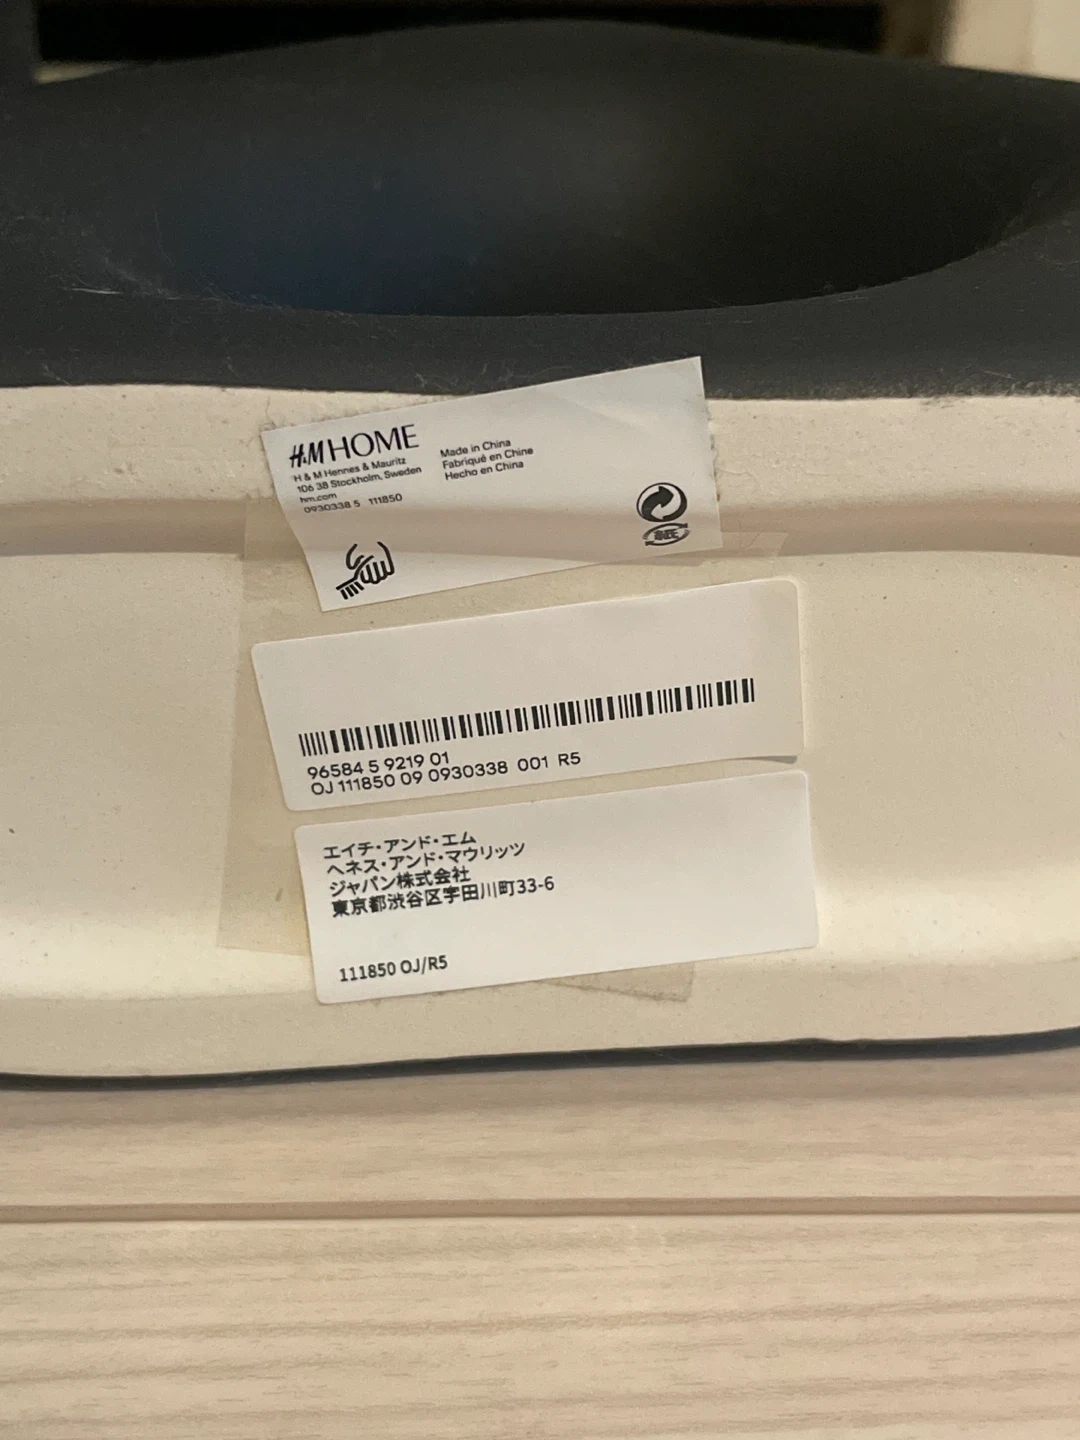 H&M HOME
H & M Hennes & Mauritz
106 38 Stockholm, Sweden
hm.com
0930338 5 111850
Made in China
Fabriqué en Chine
Hecho en China
96584 5 9219 01
OJ 111850 09 0930338 001 R5
エイチ・アンド・エム
ヘネス・アンド・マウリッツ
ジャパン株式会社
東京都渋谷区宇田川町33-6
111850 OJ/R5